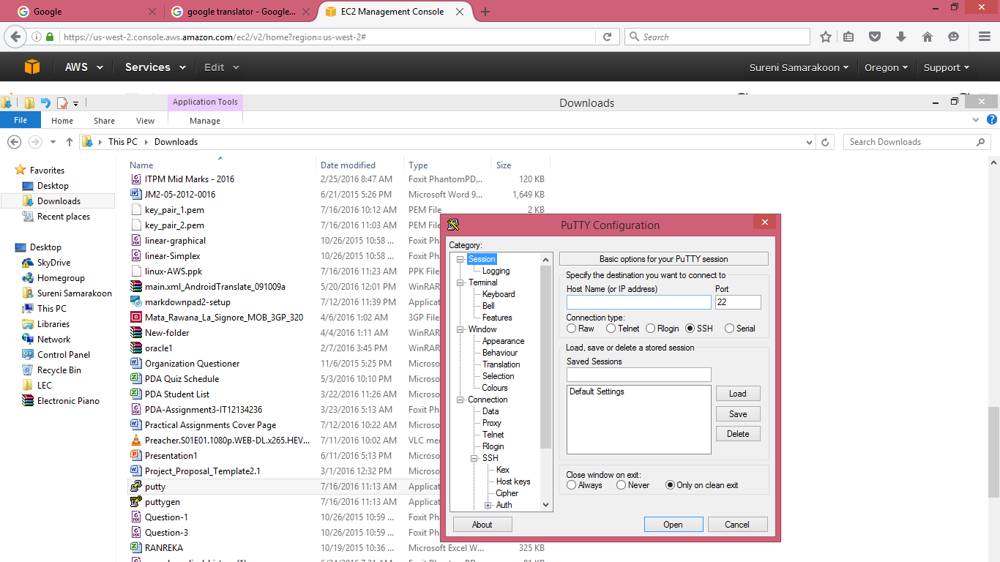 Google
google translator - Google...
EC2 Management Console
https://us-west-2.console.aws.amazon.com/ec2/v2/home?region=us-west-2#
Search
AWS
Services
Edit
Sureni Samarakoon
Oregon
Support
Application Tools
Downloads
File
Home
Share
View
Manage
This PC
Downloads
Search Downloads
Name
Date modified
Type
Size
Favorites
Desktop
Downloads
Recent places
Desktop
SkyDrive
Homegroup
Sureni Samarakoon
This PC
Libraries
Network
Control Panel
Recycle Bin
LEC
Electronic Piano
ITPM Mid Marks - 2016 2/25/2016 8:47 AM Foxit PhantomPD... 120 KB
JM2-05-2012-0016 6/21/2015 5:26 PM Microsoft Word 9... 1,649 KB
key_pair_1.pem 7/16/2016 10:12 AM PEM File 2 KB
key_pair_2.pem 7/16/2016 11:03 AM PEM File
linear-graphical 10/26/2015 10:58 ... Foxit Pha
linear-Simplex 10/26/2015 10:58 ... Foxit Pha
linux-AWS.ppk 7/16/2016 11:23 AM PPK File
main.xml_AndroidTranslate_091009a 5/20/2016 12:01 PM WinRAR
markdownpad2-setup 7/12/2016 11:39 PM Applicat
Mata_Rawana_La_Signore_MOB_3GP_320 4/6/2016 1:02 AM 3GP File
New-folder 4/4/2016 1:11 AM WinRAR
oracle1 2/7/2016 3:45 PM WinRAR
Organization Questioner 11/6/2015 5:25 PM Microso
PDA Quiz Schedule 5/3/2016 10:10 PM Microso
PDA Student List 3/22/2016 11:26 AM Microso
PDA-Assignment3-IT12134236 3/23/2016 5:13 AM Foxit Pha
Practical Assignments Cover Page 7/12/2016 10:22 AM Microso
Preacher.S01E01.1080p.WEB-DL.x265.HEV... 7/11/2016 10:02 AM VLC me
Presentation1 6/11/2016 5:13 PM Microso
Project_Proposal_Template2.1 3/1/2016 12:32 PM Microso
putty 7/16/2016 11:13 AM Applicat
puttygen 7/16/2016 11:13 AM Applicat
Question-1 10/26/2015 10:59 ... Foxit Pha
Question-3 10/26/2015 10:59 ... Foxit Pha
RANREKA 10/19/2015 10:36 ... Microsoft Excel W... 325 KB
PuTTY Configuration
Category:
Session
Logging
Terminal
Keyboard
Bell
Features
Window
Appearance
Behaviour
Translation
Selection
Colours
Connection
Data
Proxy
Telnet
Rlogin
SSH
Kex
Host keys
Cipher
Auth
Basic options for your PuTTY session
Specify the destination you want to connect to
Host Name (or IP address) Port
22
Connection type:
Raw Telnet Rlogin SSH Serial
Load, save or delete a stored session
Saved Sessions
Default Settings
Load
Save
Delete
Close window on exit:
Always Never Only on clean exit
About
Open
Cancel